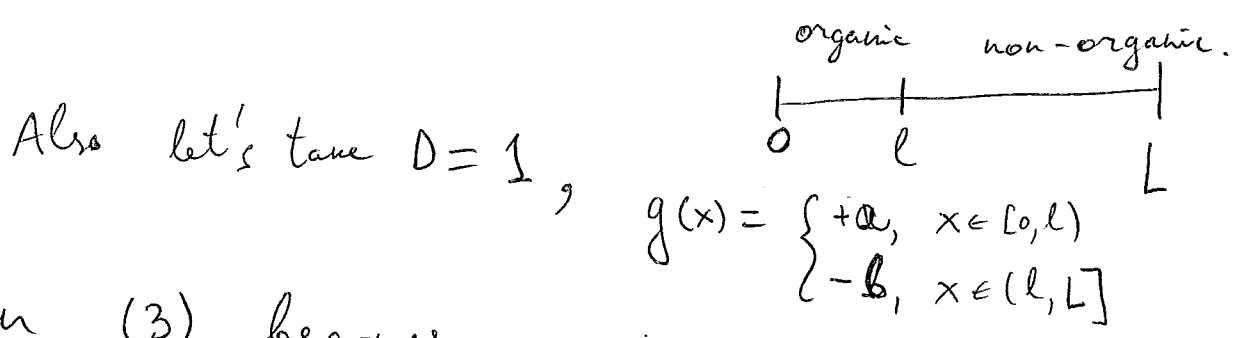 organic non-organic.
0 l L
Also let's take D = 1,
g(x) = { +a, x ∈ [0, l)
-b, x ∈ (l, L]
(3)